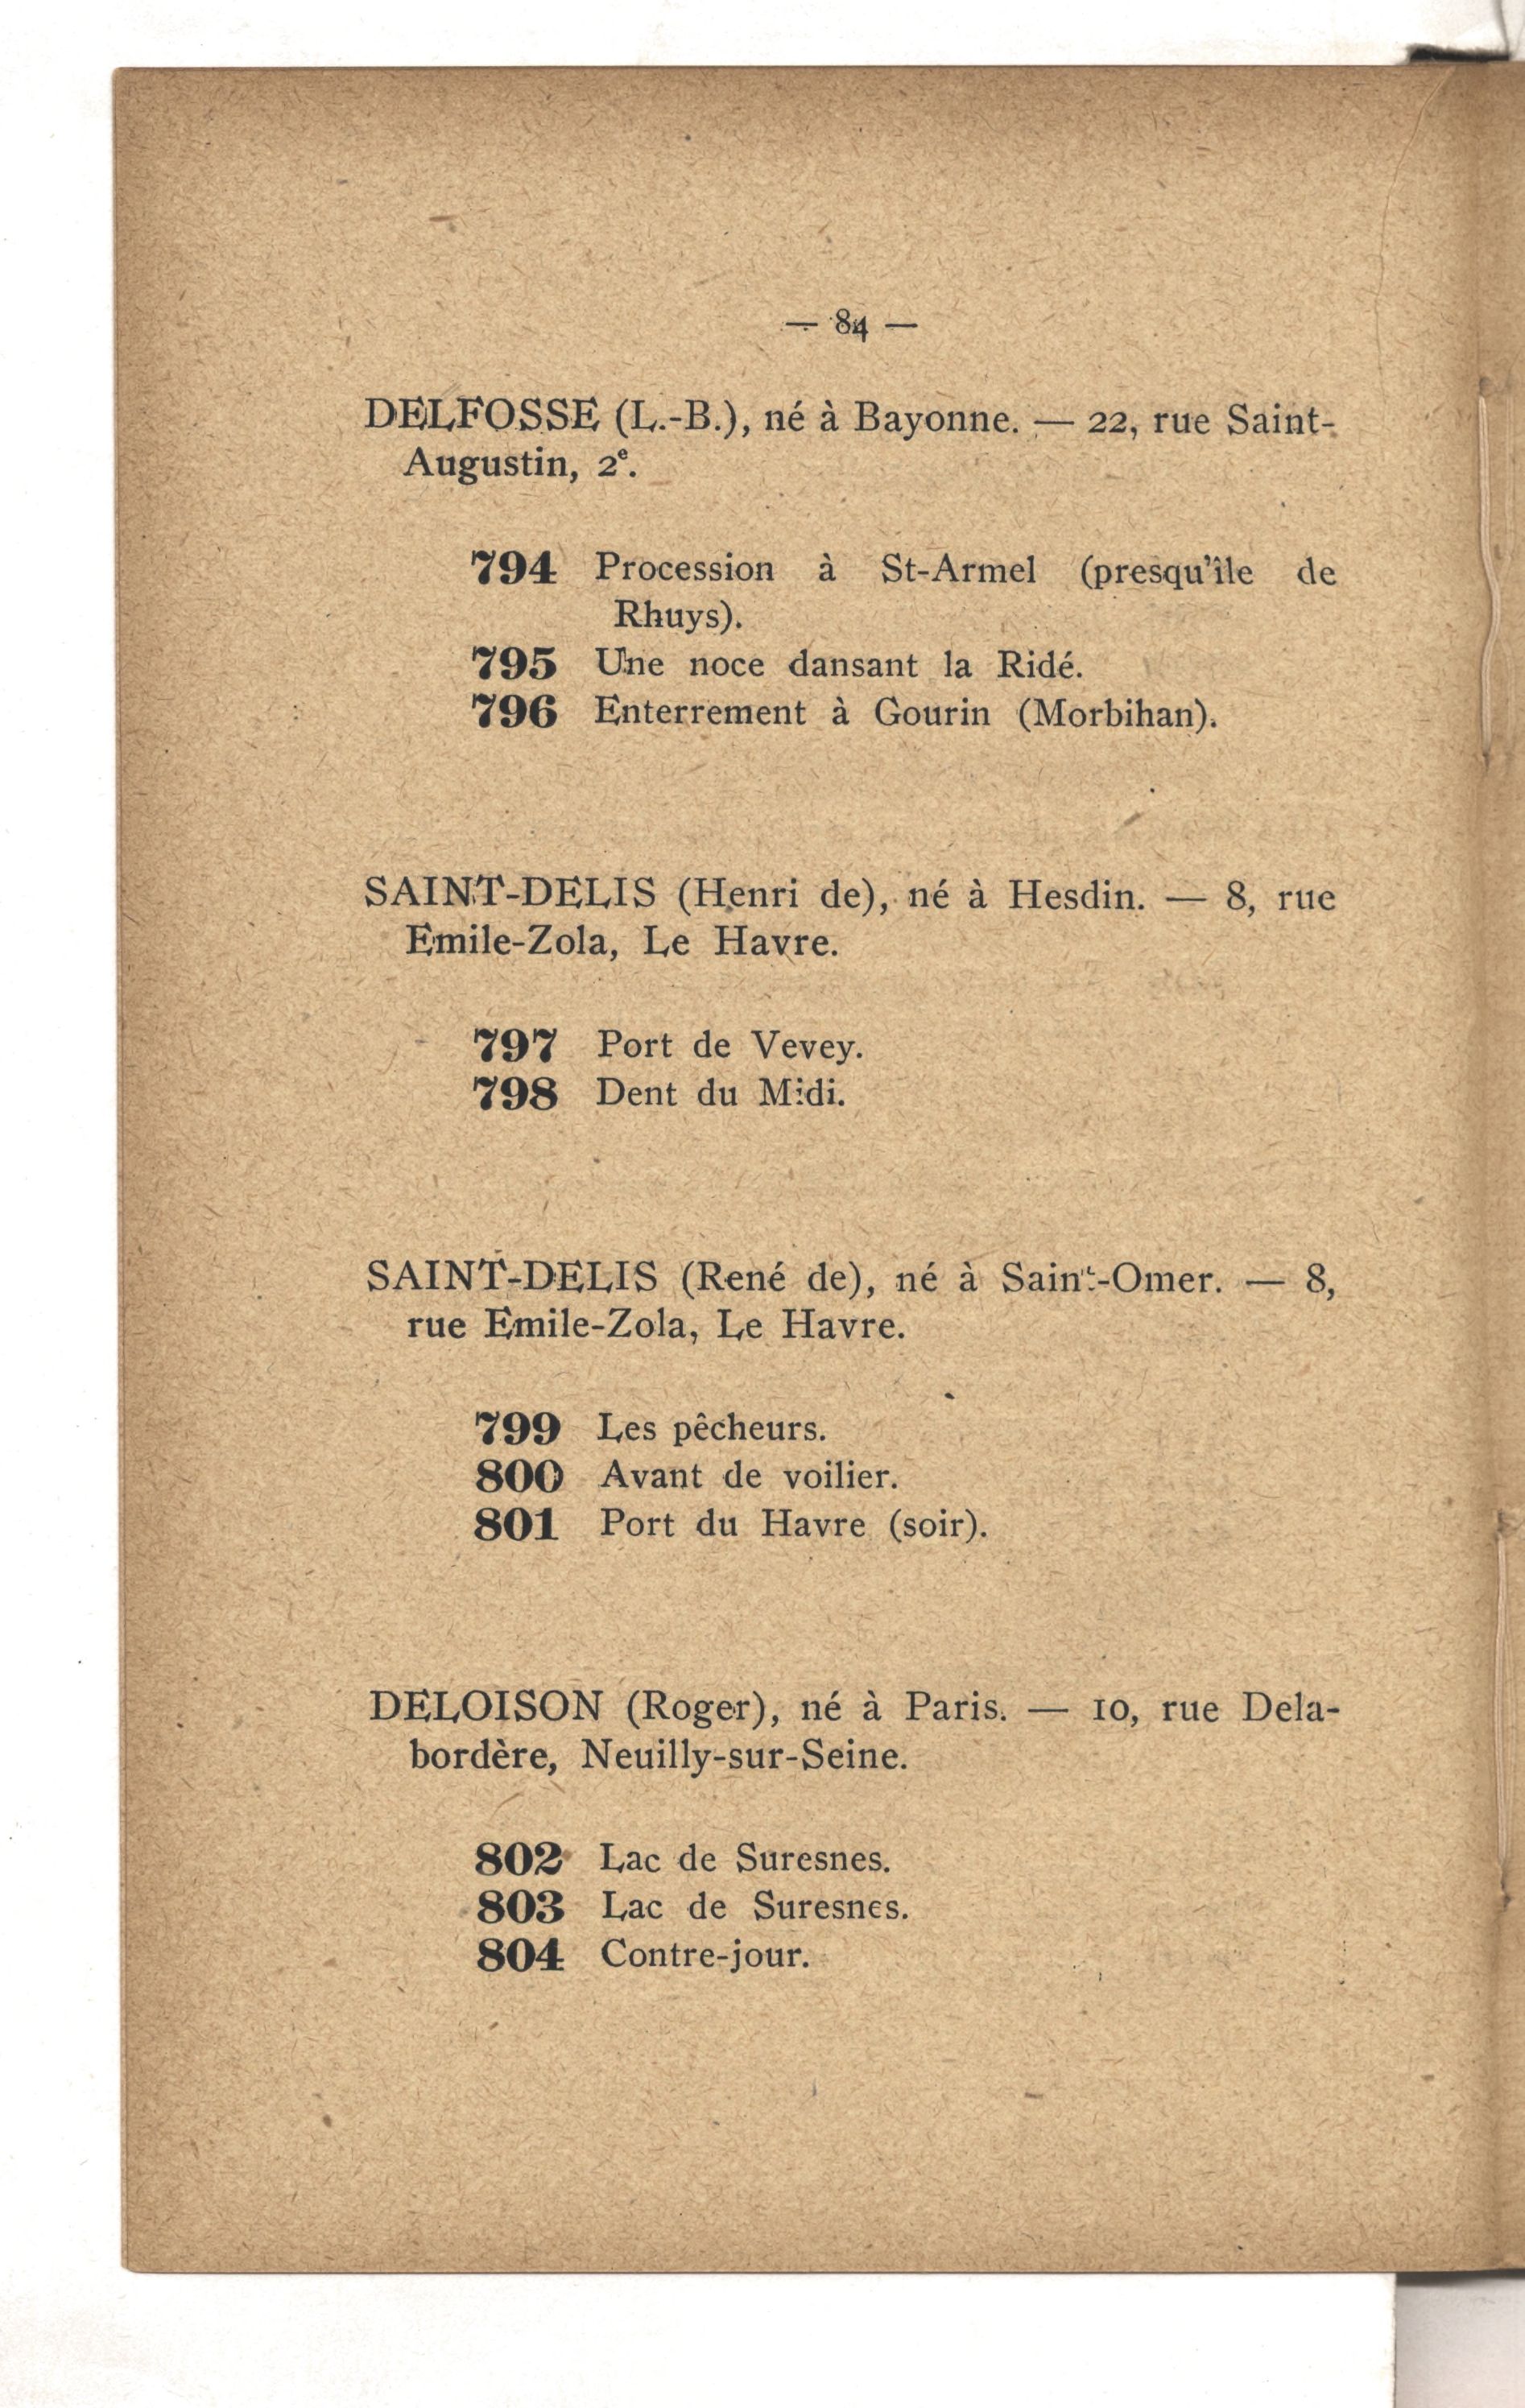 — 84 —
DELFOSSE (L.-B.), né à Bayonne. — 22, rue Saint-
Augustin, 2e.
794 Procession à St-Armel (presqu'île de
Rhuys).
795 Une noce dansant la Ridé.
796 Enterrement à Gourin (Morbihan).
SAINT-DELIS (Henri de), né à Hesdin. — 8, rue
Emile-Zola, Le Havre.
797 Port de Vevey.
798 Dent du Midi.
SAINT-DELIS (René de), né à Saint-Omer. — 8,
rue Emile-Zola, Le Havre.
799 Les pêcheurs.
800 Avant de voilier.
801 Port du Havre (soir).
DELOISON (Roger), né à Paris. — 10, rue Dela-
bordère, Neuilly-sur-Seine.
802 Lac de Suresnes.
803 Lac de Suresnes.
804 Contre-jour.